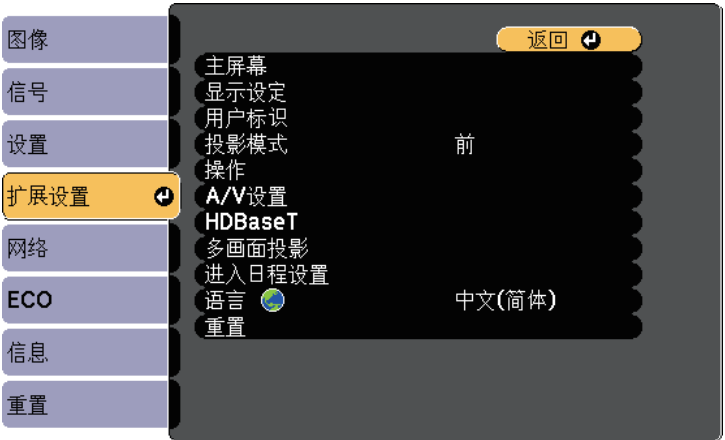 图像
信号
设置
扩展设置
网络
ECO
信息
重置
返回
主屏幕
显示设定
用户标识
投影模式 前
操作
A/V设置
HDBaseT
多画面投影
进入日程设置
语言 中文(简体)
重置